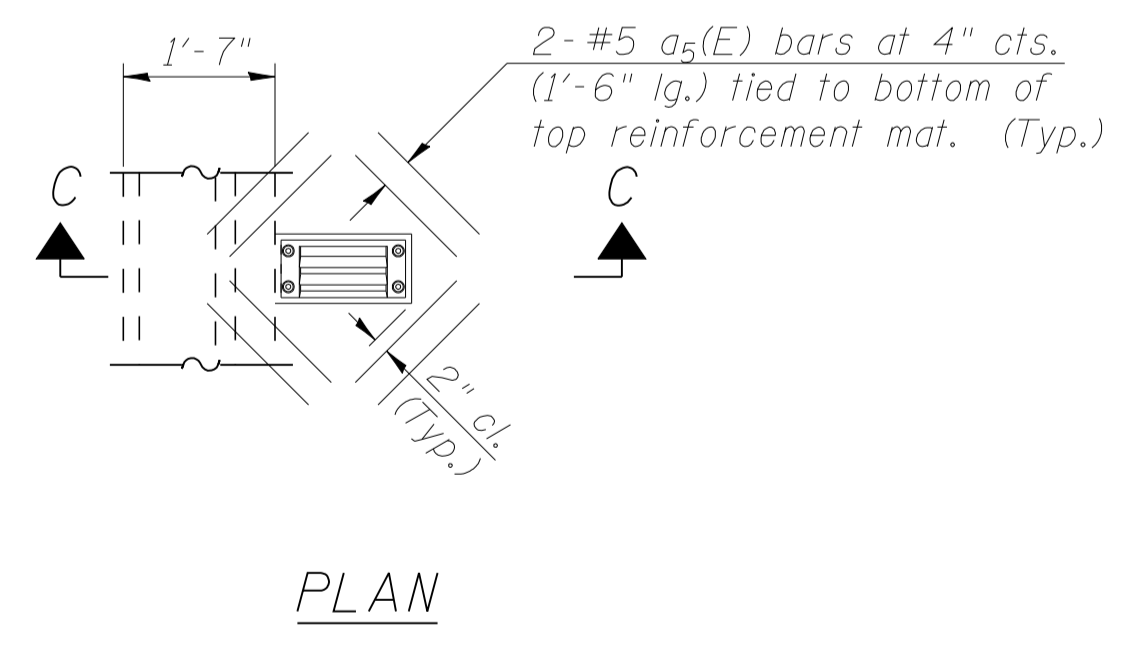 1'-7"
2-#5 a5(E) bars at 4" cts.
(1'-6" lg.) tied to bottom of
top reinforcement mat. (Typ.)
C
C
2" cl.
(Typ.)
PLAN